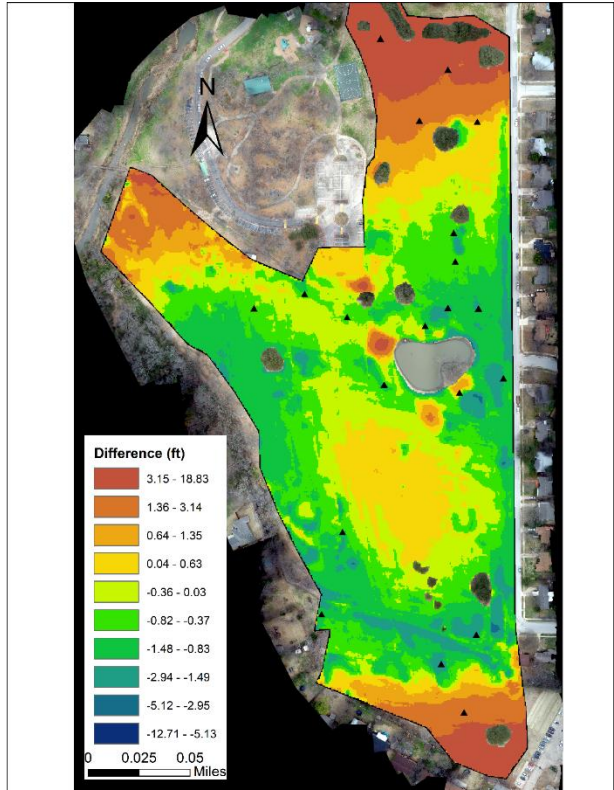 N
Difference (ft)
3.15 - 18.83
1.36 - 3.14
0.64 - 1.35
0.04 - 0.63
-0.36 - 0.03
-0.82 - -0.37
-1.48 - -0.83
-2.94 - -1.49
-5.12 - -2.95
-12.71 - -5.13
0 0.025 0.05
Miles